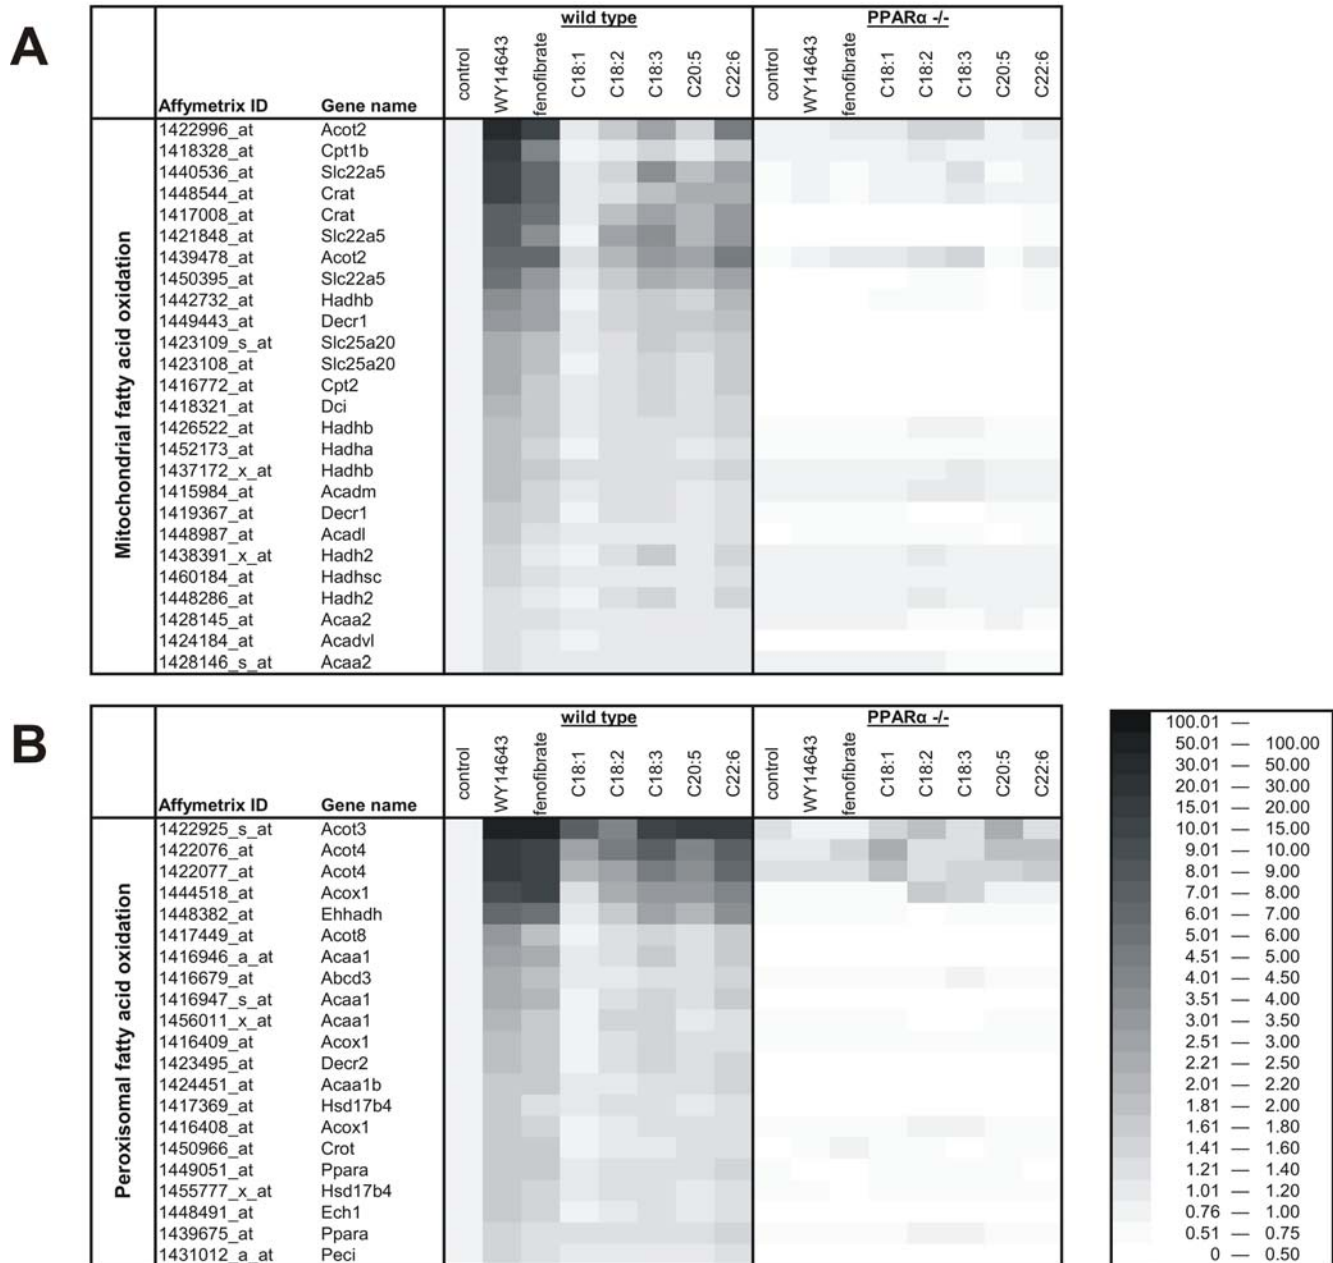 A
wild type PPARα -/-
Affymetrix ID Gene name control WY14643 fenofibrate C18:1 C18:2 C18:3 C20:5 C22:6 control WY14643 fenofibrate C18:1 C18:2 C18:3 C20:5 C22:6
Mitochondrial fatty acid oxidation
1422996_at Acot2
1418328_at Cpt1b
1440536_at Slc22a5
1448544_at Crat
1417008_at Crat
1421848_at Slc22a5
1439478_at Acot2
1450395_at Slc22a5
1442732_at Hadhb
1449443_at Decr1
1423109_s_at Slc25a20
1423108_at Slc25a20
1416772_at Cpt2
1418321_at Dci
1426522_at Hadhb
1452173_at Hadha
1437172_x_at Hadhb
1415984_at Acadm
1419367_at Decr1
1448987_at Acadl
1438391_x_at Hadh2
1460184_at Hadhsc
1448286_at Hadh2
1428145_at Acaa2
1424184_at Acadvl
1428146_s_at Acaa2
B
wild type PPARα -/-
Affymetrix ID Gene name control WY14643 fenofibrate C18:1 C18:2 C18:3 C20:5 C22:6 control WY14643 fenofibrate C18:1 C18:2 C18:3 C20:5 C22:6
Peroxisomal fatty acid oxidation
1422925_s_at Acot3
1422076_at Acot4
1422077_at Acot4
1444518_at Acox1
1448382_at Ehhadh
1417449_at Acot8
1416946_a_at Acaa1
1416679_at Abcd3
1416947_s_at Acaa1
1456011_x_at Acaa1
1416409_at Acox1
1423495_at Decr2
1424451_at Acaa1b
1417369_at Hsd17b4
1416408_at Acox1
1450966_at Crot
1449051_at Ppara
1455777_x_at Hsd17b4
1448491_at Ech1
1439675_at Ppara
1431012_a_at Peci
100.01 —
50.01 — 100.00
30.01 — 50.00
20.01 — 30.00
15.01 — 20.00
10.01 — 15.00
9.01 — 10.00
8.01 — 9.00
7.01 — 8.00
6.01 — 7.00
5.01 — 6.00
4.51 — 5.00
4.01 — 4.50
3.51 — 4.00
3.01 — 3.50
2.51 — 3.00
2.21 — 2.50
2.01 — 2.20
1.81 — 2.00
1.61 — 1.80
1.41 — 1.60
1.21 — 1.40
1.01 — 1.20
0.76 — 1.00
0.51 — 0.75
0 — 0.50